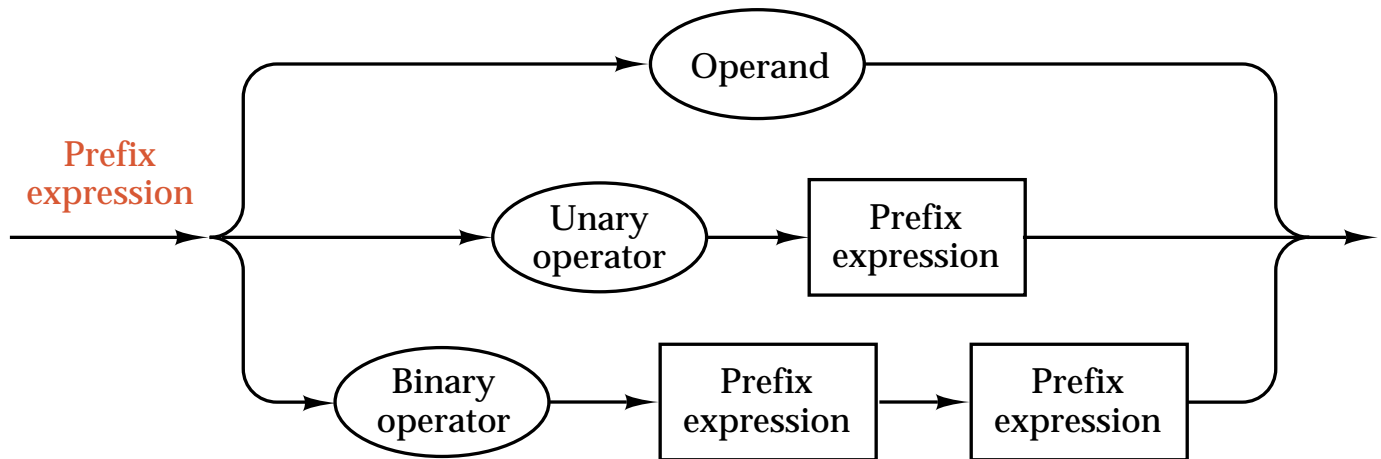 Operand
Prefix
expression
Unary
operator
Prefix
expression
Binary
operator
Prefix
expression
Prefix
expression